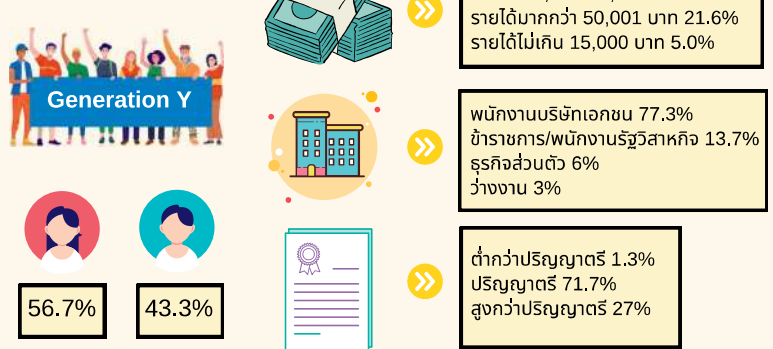 รายได้มากกว่า 50,001 บาท 21.6%
รายได้ไม่เกิน 15,000 บาท 5.0%
Generation Y
พนักงานบริษัทเอกชน 77.3%
ข้าราชการ/พนักงานรัฐวิสาหกิจ 13.7%
ธุรกิจส่วนตัว 6%
ว่างงาน 3%
56.7%
43.3%
ต่ำกว่าปริญญาตรี 1.3%
ปริญญาตรี 71.7%
สูงกว่าปริญญาตรี 27%